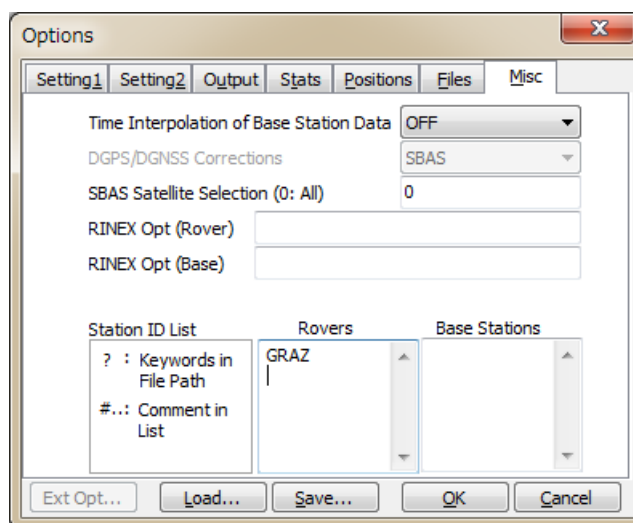 Options
Setting1 Setting2 Output Stats Positions Files Misc
Time Interpolation of Base Station Data OFF
DGPS/DGNSS Corrections SBAS
SBAS Satellite Selection (0: All) 0
RINEX Opt (Rover)
RINEX Opt (Base)
Station ID List Rovers Base Stations
? : Keywords in
File Path
#..: Comment in
List
GRAZ
Ext Opt... Load... Save... OK Cancel